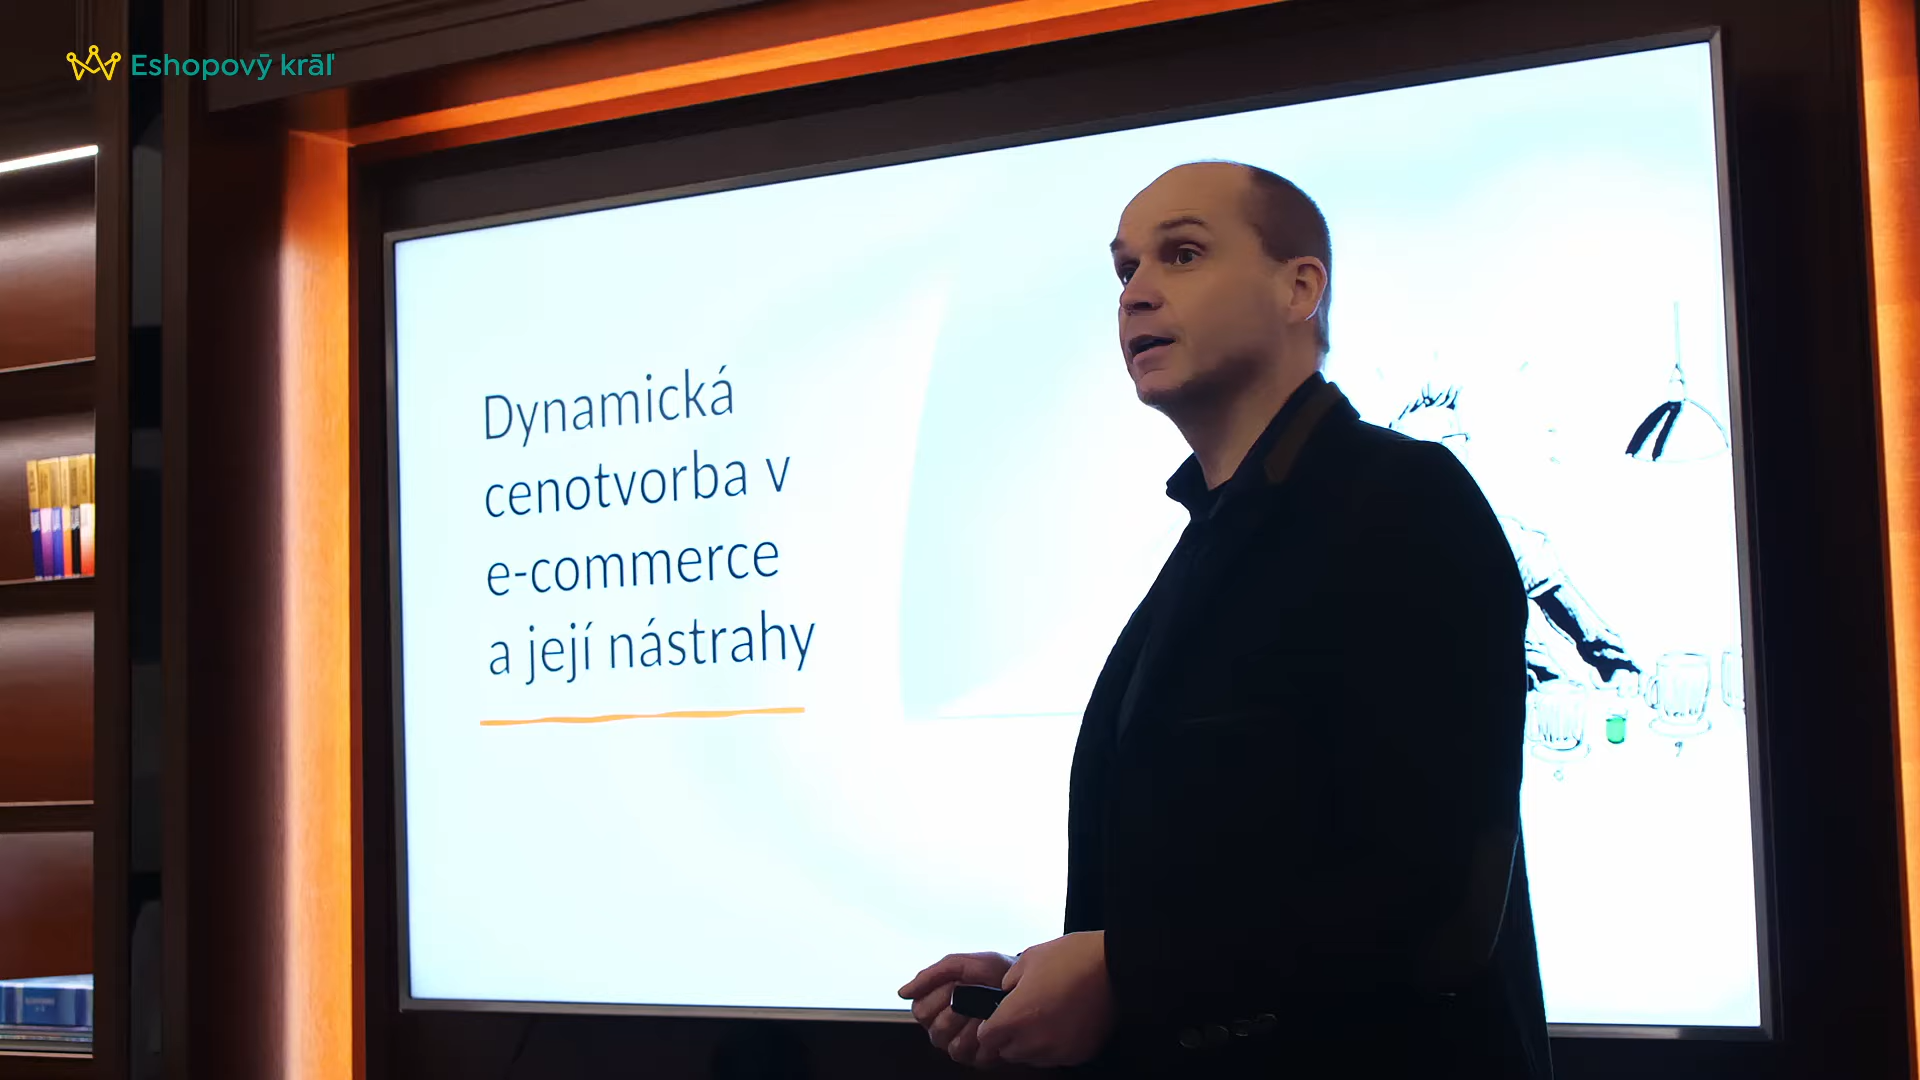 Eshopový kráľ
Dynamická
cenotvorba v
e-commerce
a její nástrahy